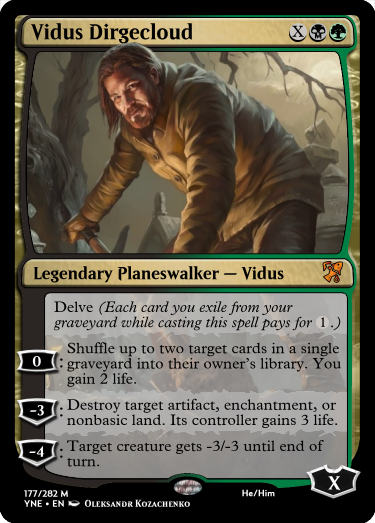 Vidus Dirgecloud X
Legendary Planeswalker — Vidus
Delve (Each card you exile from your
graveyard while casting this spell pays for 1.)
0 : Shuffle up to two target cards in a single
graveyard into their owner's library. You
gain 2 life.
-3 : Destroy target artifact, enchantment, or
nonbasic land. Its controller gains 3 life.
-4 : Target creature gets -3/-3 until end of
turn.
X
177/282 M He/Him
YNE • EN Oleksandr Kozachenko